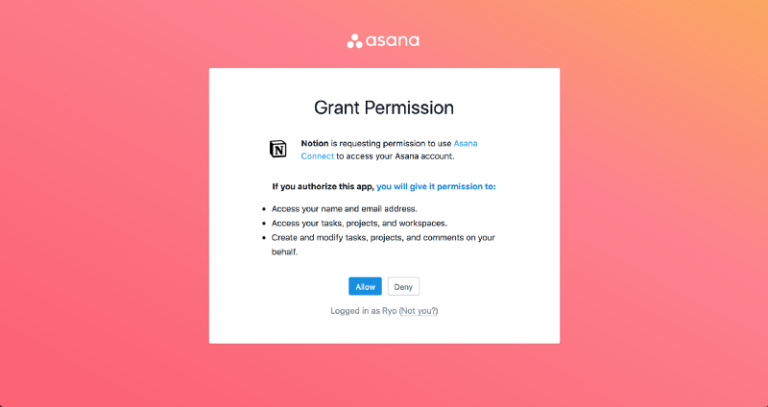 asana
Grant Permission
Notion is requesting permission to use Asana
Connect to access your Asana account.
If you authorize this app, you will give it permission to:
• Access your name and email address.
• Access your tasks, projects, and workspaces.
• Create and modify tasks, projects, and comments on your
behalf.
Allow Deny
Logged in as Ryo (Not you?)